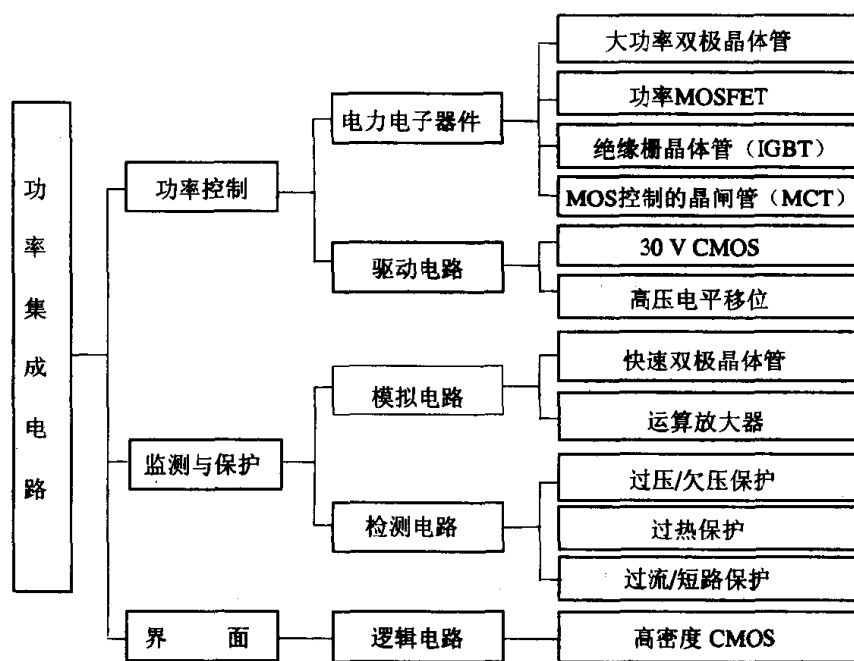 功率集成电路
功率控制
电力电子器件
大功率双极晶体管
功率MOSFET
绝缘栅晶体管（IGBT）
MOS控制的晶闸管（MCT）
驱动电路
30 V CMOS
高压电平移位
监测与保护
模拟电路
快速双极晶体管
运算放大器
检测电路
过压/欠压保护
过热保护
过流/短路保护
界 面
逻辑电路
高密度 CMOS